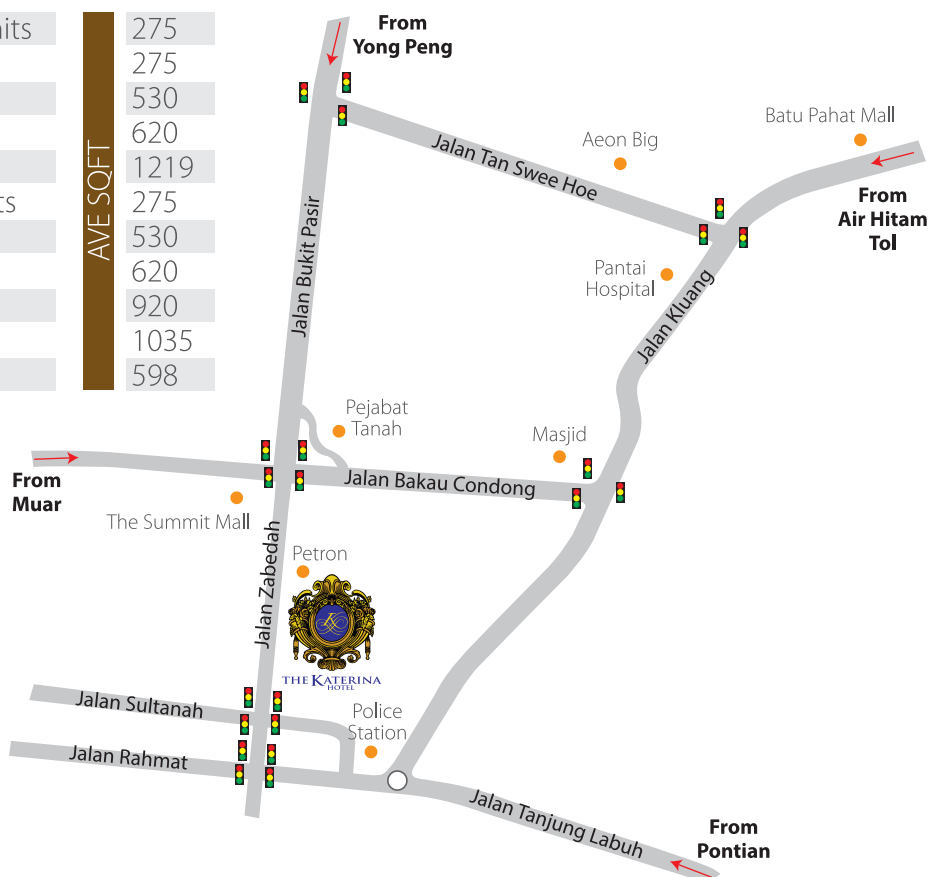 275
275
530
620
1219
275
530
620
920
1035
598
AVE SQFT
From
Yong Peng
Batu Pahat Mall
Aeon Big
Jalan Tan Swee Hoe
From
Air Hitam
Tol
Jalan Bukit Pasir
Pantai
Hospital
Jalan Kluang
Pejabat
Tanah
Masjid
From
Muar
Jalan Bakau Condong
The Summit Mall
Jalan Zabedah
Petron
K
THE KATERINA
HOTEL
Jalan Sultanah
Police
Station
Jalan Rahmat
Jalan Tanjung Labuh
From
Pontian